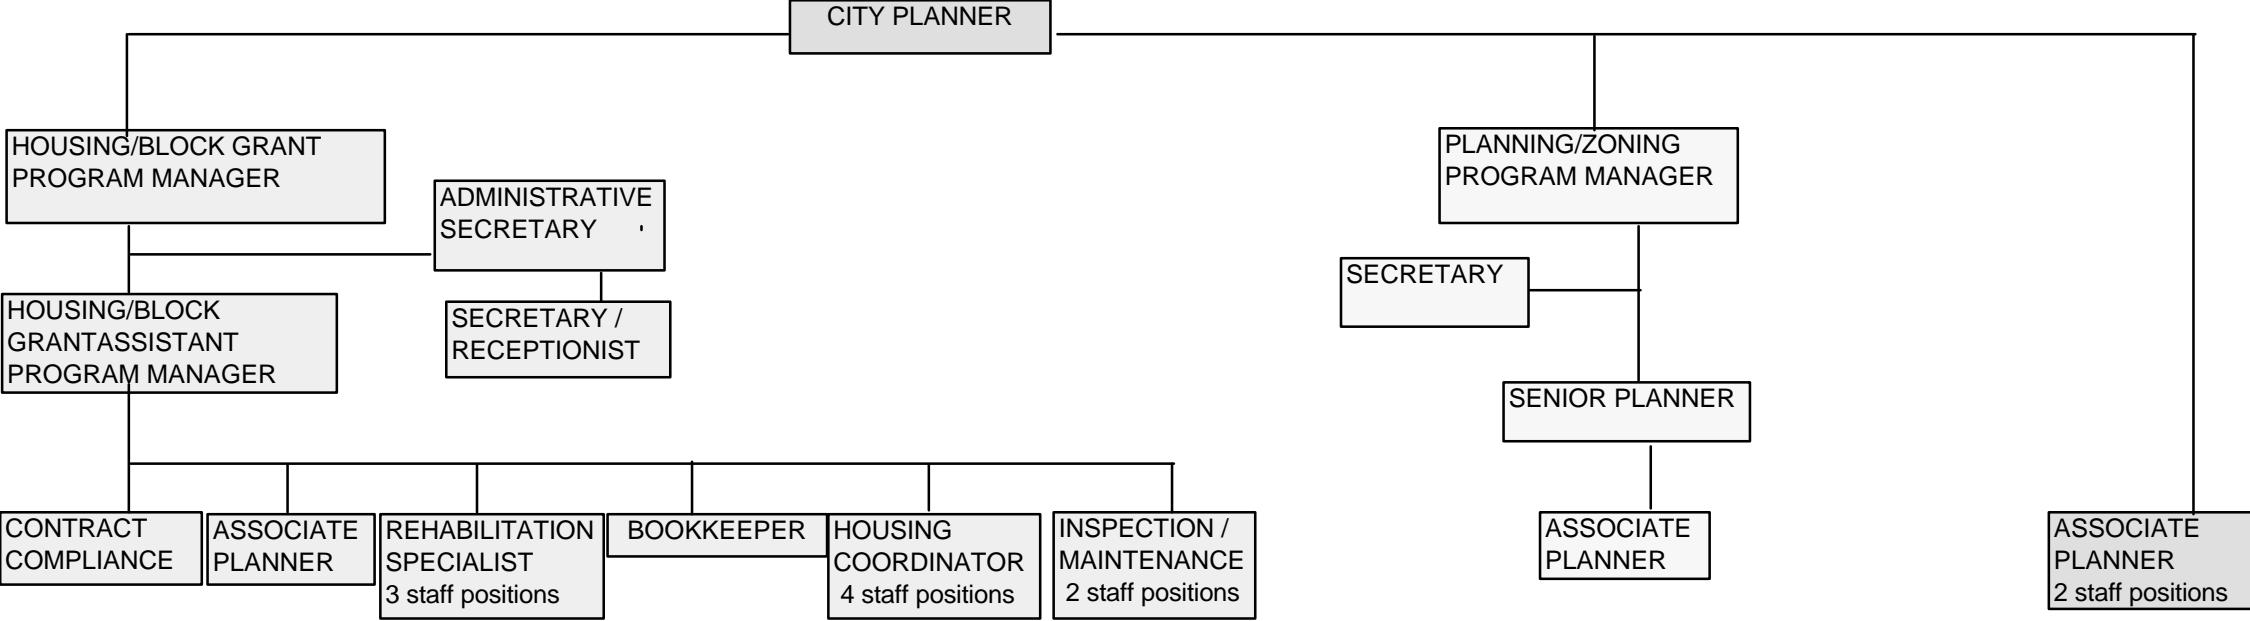 CITY PLANNER
HOUSING/BLOCK GRANT
PROGRAM MANAGER
ADMINISTRATIVE
SECRETARY '
SECRETARY /
RECEPTIONIST
HOUSING/BLOCK
GRANTASSISTANT
PROGRAM MANAGER
CONTRACT
COMPLIANCE
ASSOCIATE
PLANNER
REHABILITATION
SPECIALIST
3 staff positions
BOOKKEEPER
HOUSING
COORDINATOR
4 staff positions
INSPECTION /
MAINTENANCE
2 staff positions
PLANNING/ZONING
PROGRAM MANAGER
SECRETARY
SENIOR PLANNER
ASSOCIATE
PLANNER
ASSOCIATE
PLANNER
2 staff positions